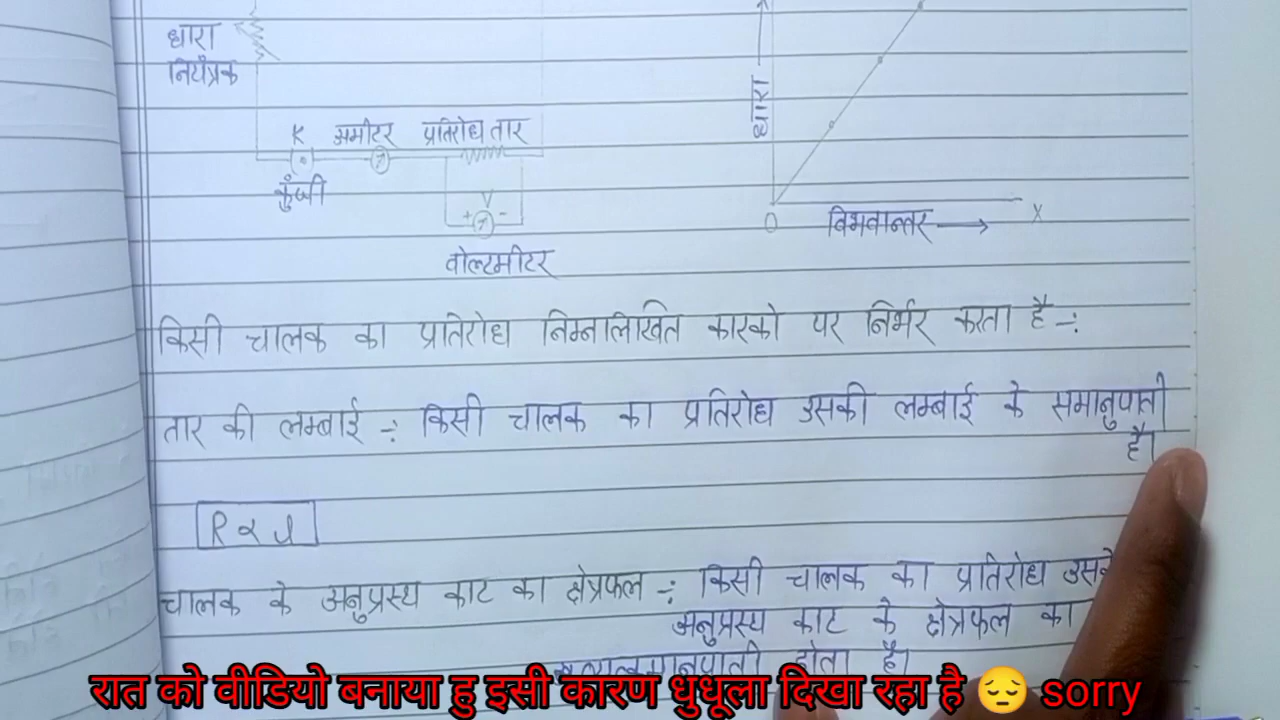 धारा
नियंत्रक
K अमीटर प्रतिरोध तार
कुँजी
V
+ -
वोल्टमीटर
धारा
O विभवान्तर → X
किसी चालक का प्रतिरोध निम्नलिखित कारको पर निर्भर करता है -:
तार की लम्बाई -: किसी चालक का प्रतिरोध उसकी लम्बाई के समानुपाती
है।
R ∝ l
चालक के अनुप्रस्थ काट का क्षेत्रफल -: किसी चालक का प्रतिरोध उसके
अनुप्रस्थ काट के क्षेत्रफल का
होता है।
रात को वीडियो बनाया हु इसी कारण धुधूला दिखा रहा है 😔 sorry